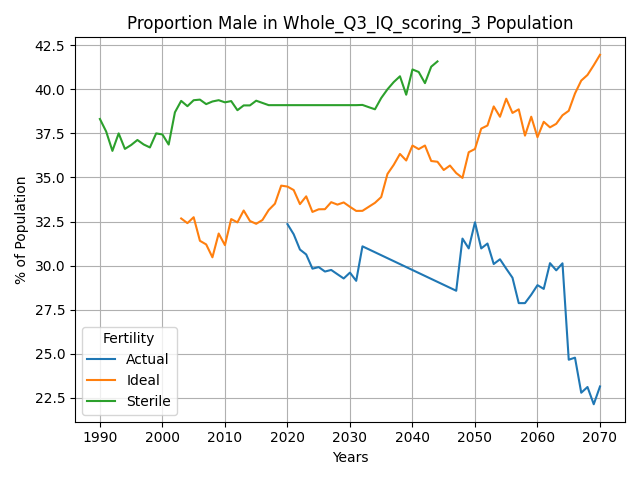 Proportion Male in Whole_Q3_IQ_scoring_3 Population
42.5
40.0
37.5
35.0
32.5
30.0
27.5
25.0
22.5
% of Population
Fertility
Actual
Ideal
Sterile
1990 2000 2010 2020 2030 2040 2050 2060 2070
Years